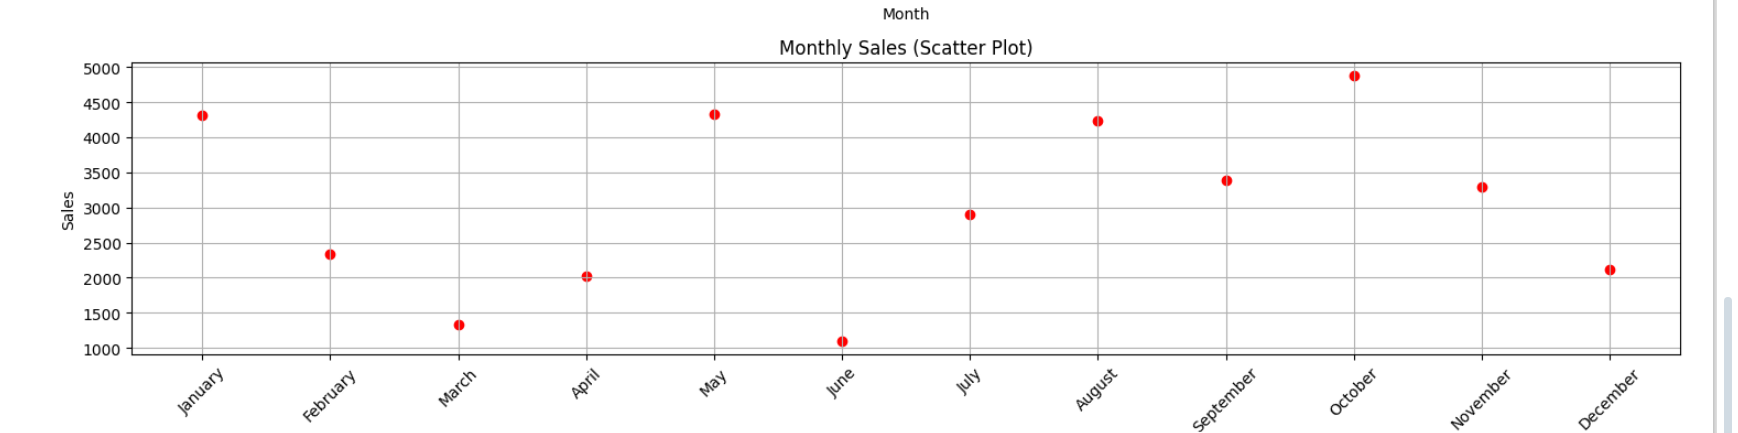 Month
Monthly Sales (Scatter Plot)
5000
4500
4000
3500
3000
2500
2000
1500
1000
Sales
January
February
March
April
May
June
July
August
September
October
November
December